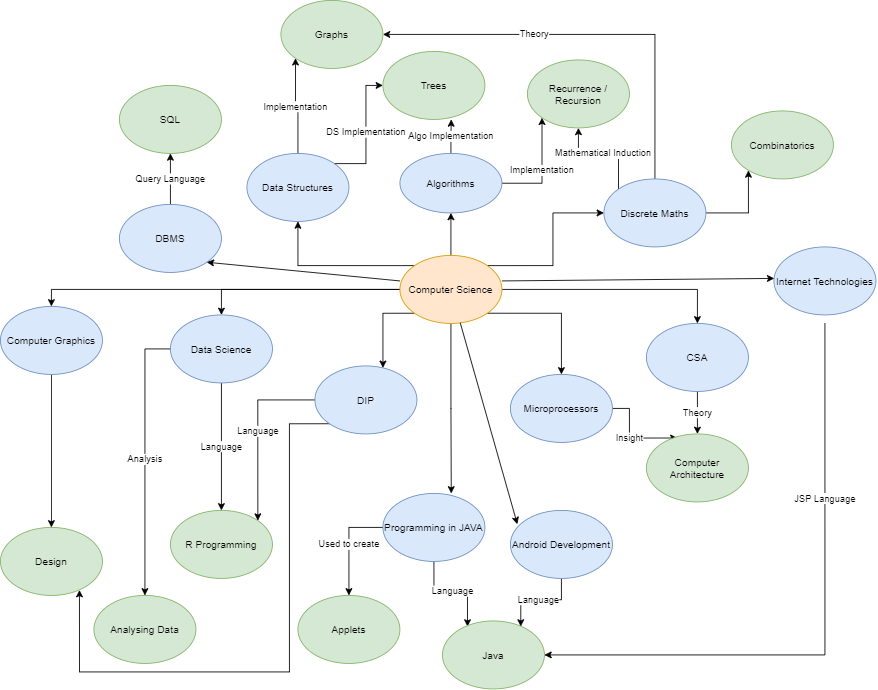 Graphs
Theory
Trees
Recurrence /
Recursion
SQL
Implementation
DS Implementation
Algo Implementation
Combinatorics
Mathematical Induction
Implementation
Query Language
Data Structures
Algorithms
Discrete Maths
DBMS
Computer Science
Internet Technologies
Computer Graphics
Data Science
CSA
DIP
Microprocessors
Theory
Language
Language
Insight
Analysis
Computer
Architecture
JSP Language
Programming in JAVA
Android Development
Used to create
R Programming
Design
Language
Language
Analysing Data
Applets
Java